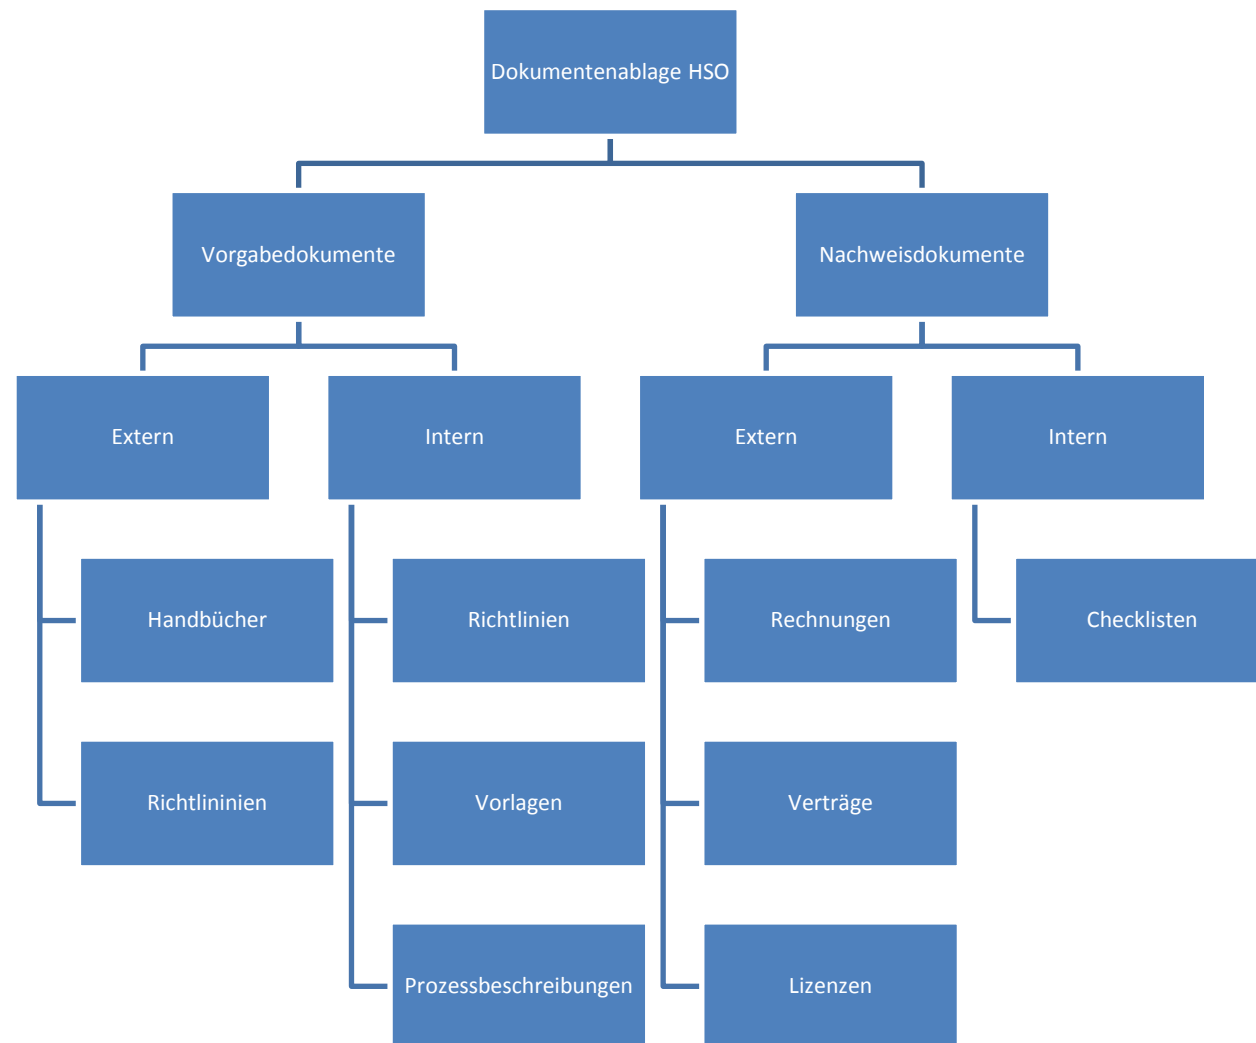 Dokumentenablage HSO
Vorgabedokumente
Nachweisdokumente
Extern
Intern
Extern
Intern
Handbücher
Richtlinien
Rechnungen
Checklisten
Richtlininien
Vorlagen
Verträge
Prozessbeschreibungen
Lizenzen